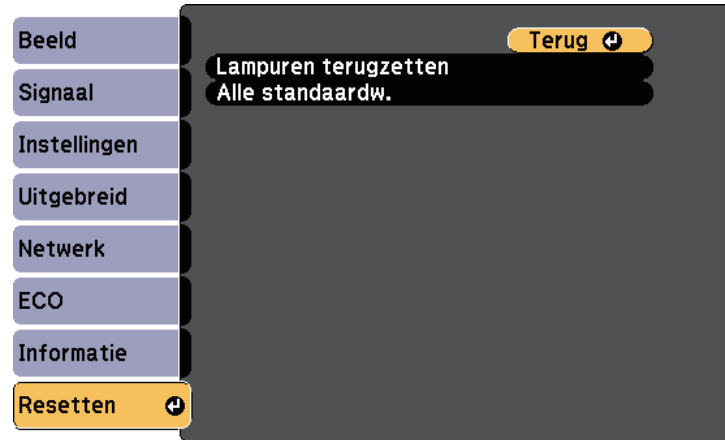 Beeld
Signaal
Instellingen
Uitgebreid
Netwerk
ECO
Informatie
Resetten
Terug
Lampuren terugzetten
Alle standaardw.